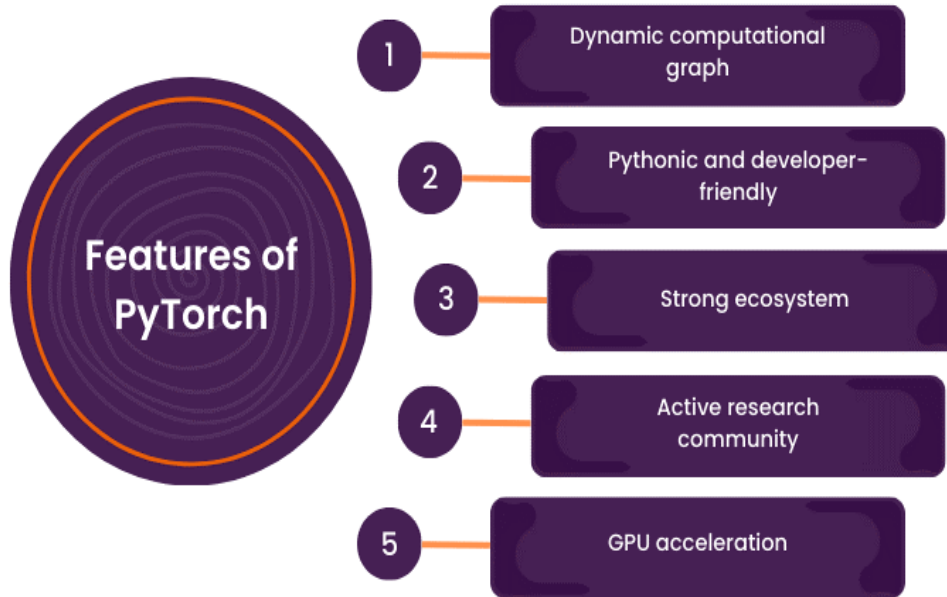 Features of
PyTorch
1
Dynamic computational
graph
2
Pythonic and developer-
friendly
3
Strong ecosystem
4
Active research
community
5
GPU acceleration